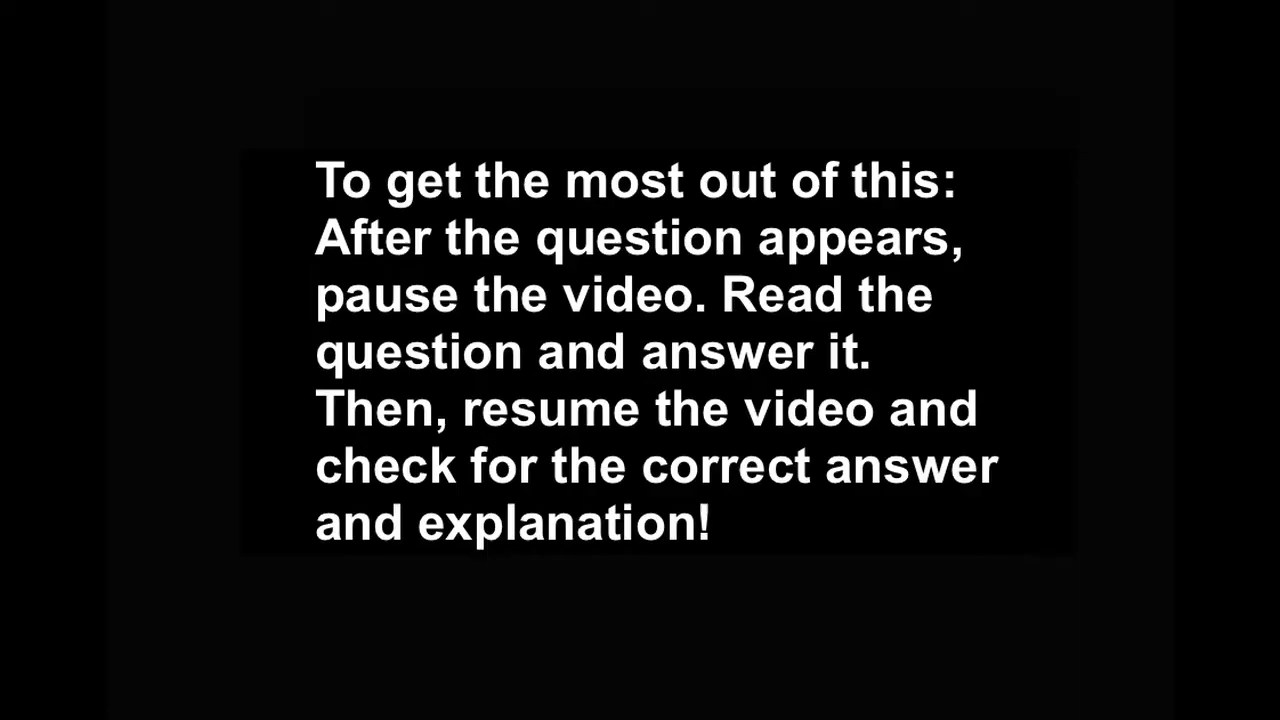 To get the most out of this:
After the question appears,
pause the video. Read the
question and answer it.
Then, resume the video and
check for the correct answer
and explanation!